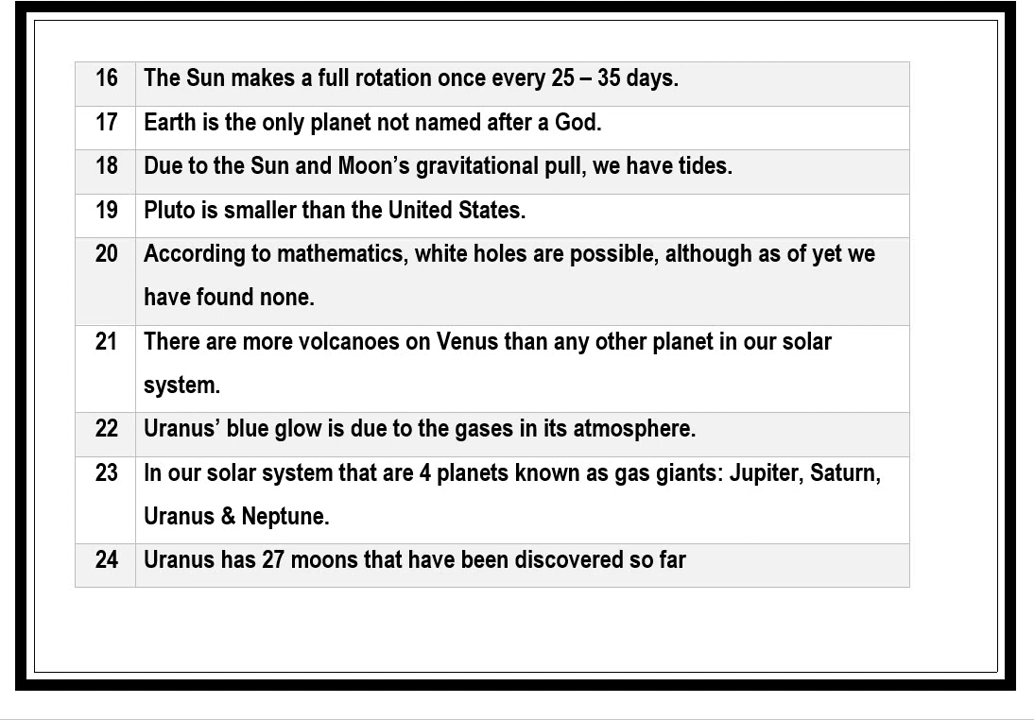 16 The Sun makes a full rotation once every 25 – 35 days.
17 Earth is the only planet not named after a God.
18 Due to the Sun and Moon’s gravitational pull, we have tides.
19 Pluto is smaller than the United States.
20 According to mathematics, white holes are possible, although as of yet we
have found none.
21 There are more volcanoes on Venus than any other planet in our solar
system.
22 Uranus’ blue glow is due to the gases in its atmosphere.
23 In our solar system that are 4 planets known as gas giants: Jupiter, Saturn,
Uranus & Neptune.
24 Uranus has 27 moons that have been discovered so far